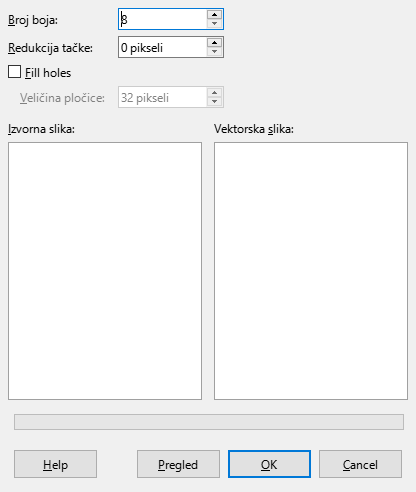 Broj boja: 8
Redukcija tačke: 0 pikseli
Fill holes
Veličina pločice: 32 pikseli
Izvorna slika: Vektorska slika:
Help Pregled OK Cancel